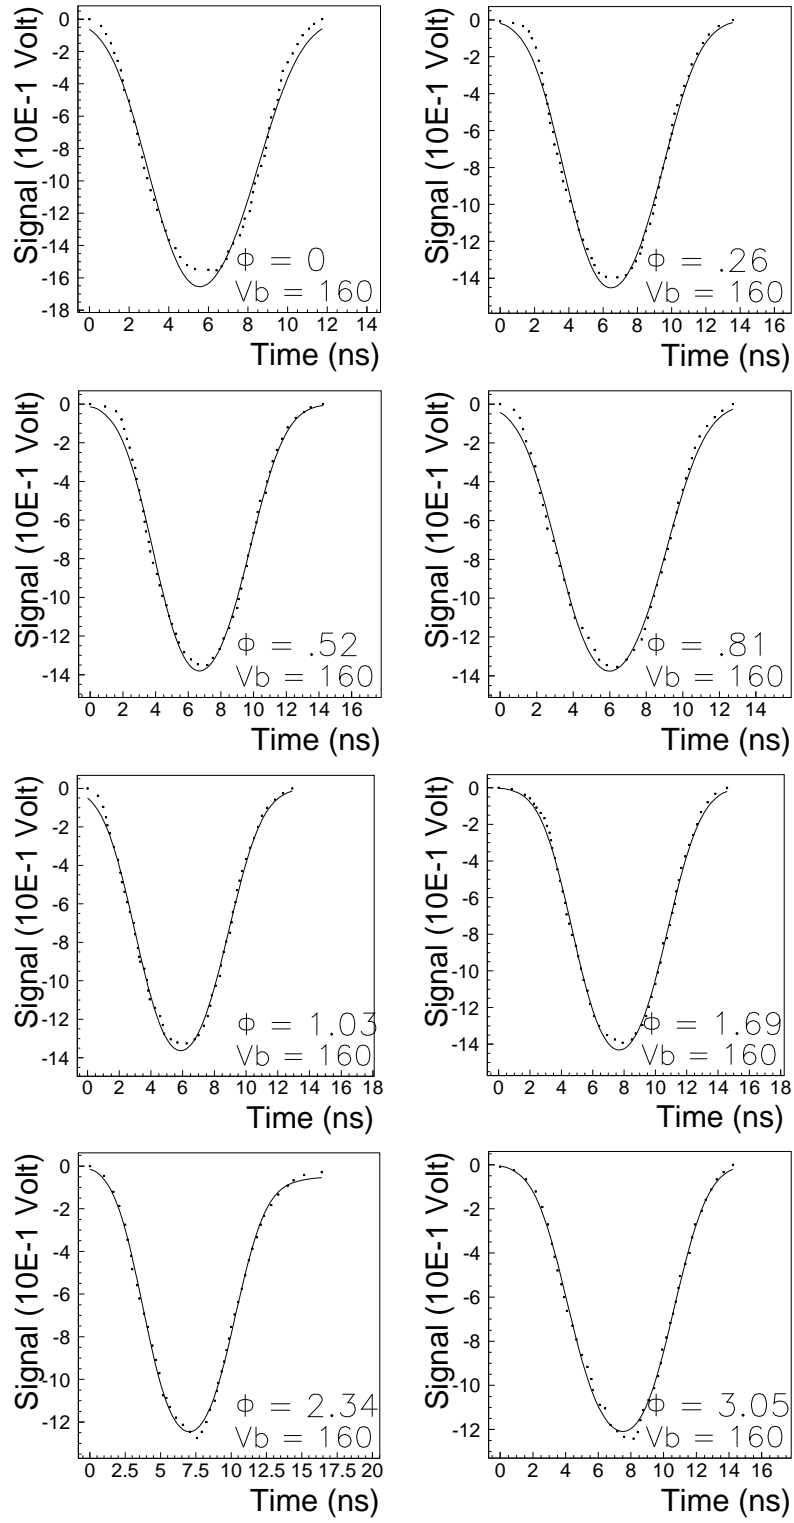 Signal (10E-1 Volt)
0
-2
-4
-6
-8
-10
-12
-14
-16
-18
Φ = 0
Vb = 160
0 2 4 6 8 10 12 14
Time (ns)
Signal (10E-1 Volt)
0
-2
-4
-6
-8
-10
-12
-14
Φ = .26
Vb = 160
0 2 4 6 8 10 12 14 16
Time (ns)
Signal (10E-1 Volt)
0
-2
-4
-6
-8
-10
-12
-14
Φ = .52
Vb = 160
0 2 4 6 8 10 12 14 16
Time (ns)
Signal (10E-1 Volt)
0
-2
-4
-6
-8
-10
-12
-14
Φ = .81
Vb = 160
0 2 4 6 8 10 12 14
Time (ns)
Signal (10E-1 Volt)
0
-2
-4
-6
-8
-10
-12
-14
Φ = 1.03
Vb = 160
0 2 4 6 8 10 12 14 16 18
Time (ns)
Signal (10E-1 Volt)
0
-2
-4
-6
-8
-10
-12
-14
Φ = 1.69
Vb = 160
0 2 4 6 8 10 12 14 16 18
Time (ns)
Signal (10E-1 Volt)
0
-2
-4
-6
-8
-10
-12
Φ = 2.34
Vb = 160
0 2.5 5 7.5 10 12.5 15 17.5 20
Time (ns)
Signal (10E-1 Volt)
0
-2
-4
-6
-8
-10
-12
Φ = 3.05
Vb = 160
0 2 4 6 8 10 12 14 16
Time (ns)